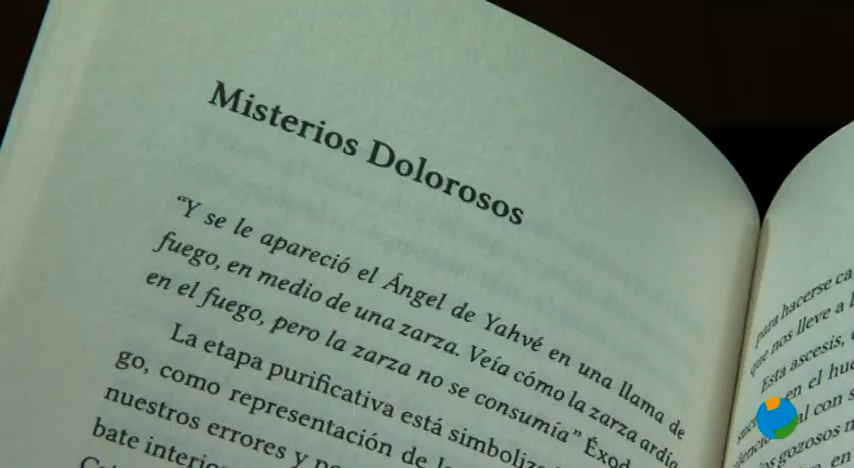 Misterios Dolorosos
“Y se le apareció el Ángel de Yahvé en una llama de
fuego, en medio de una zarza. Veía cómo la zarza ardía
en el fuego, pero la zarza no se consumía” Éxod
La etapa purificativa está simboliz
go, como representación de l
nuestros errores y p
bate interio
para hacerse ca
que nos lleve a l
Esta ascesis,
en el hue
al con s
gozosos
en